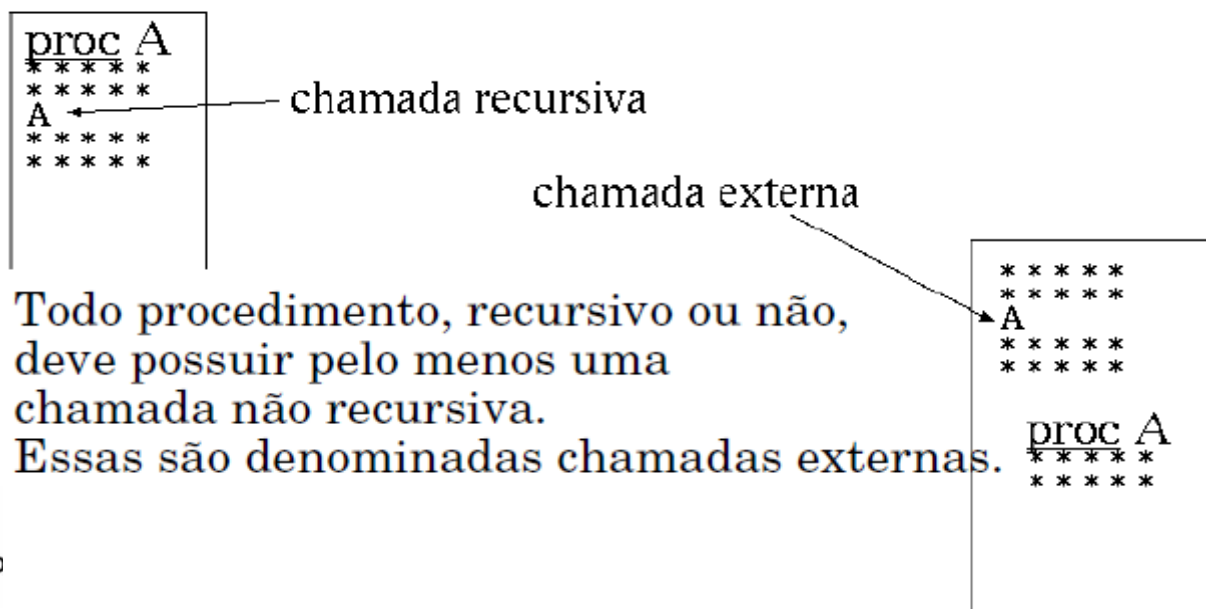 proc A
* * * * *
* * * * *
A
* * * * *
* * * * *
chamada recursiva
chamada externa
* * * * *
* * * * *
A
* * * * *
* * * * *
proc A
* * * * *
* * * * *
Todo procedimento, recursivo ou não,
deve possuir pelo menos uma
chamada não recursiva.
Essas são denominadas chamadas externas.